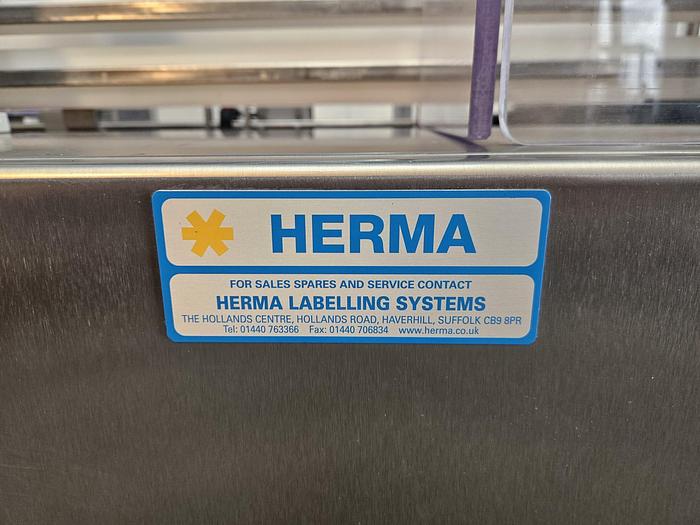 HERMA
FOR SALES SPARES AND SERVICE CONTACT
HERMA LABELLING SYSTEMS
THE HOLLANDS CENTRE, HOLLANDS ROAD, HAVERHILL, SUFFOLK CB9 8PR
Tel: 01440 763366 Fax: 01440 706834 www.herma.co.uk